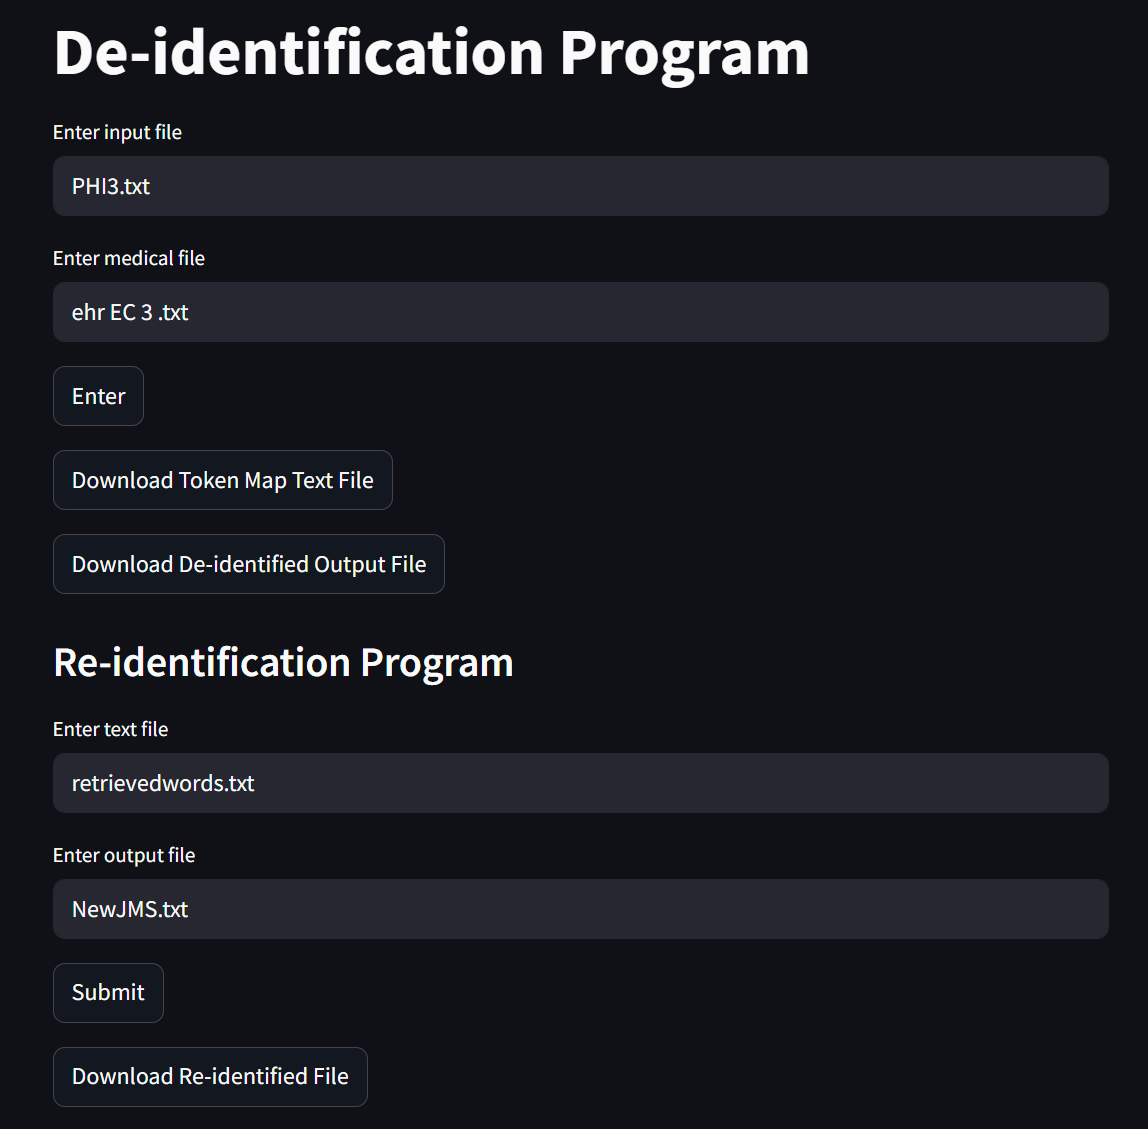 De-identification Program
Enter input file
PHI3.txt
Enter medical file
ehr EC 3 .txt
Enter
Download Token Map Text File
Download De-identified Output File
Re-identification Program
Enter text file
retrievedwords.txt
Enter output file
NewJMS.txt
Submit
Download Re-identified File